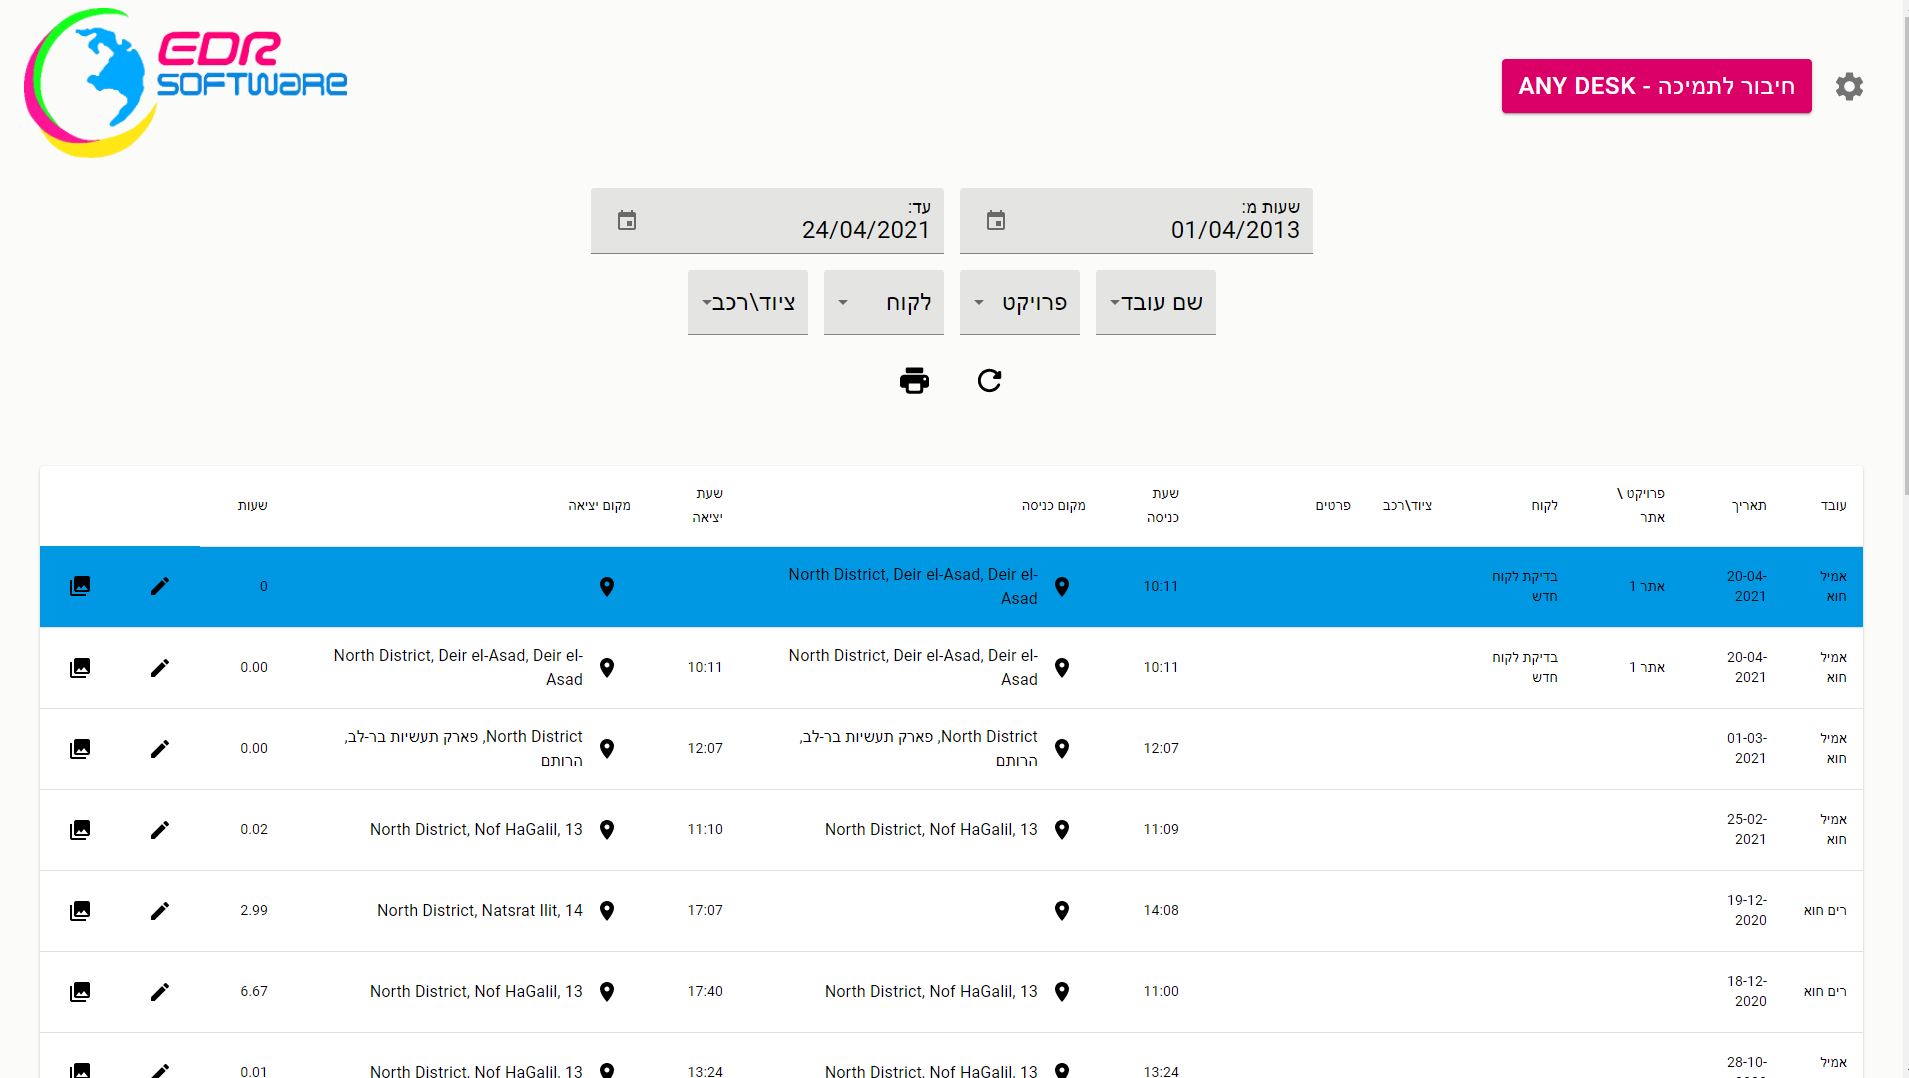 EDR
SOFTWARE
חיבור לתמיכה - ANY DESK
שעות מ:
01/04/2013
עד:
24/04/2021
שם עובד
פרויקט
לקוח
ציוד\רכב
עובד
תאריך
פרויקט \
אתר
לקוח
ציוד\רכב
פרטים
שעת
כניסה
מקום כניסה
שעת
יציאה
מקום יציאה
שעות
אמיל
חוא
20-04-
2021
אתר 1
בדיקת לקוח
חדש
10:11
North District, Deir el-Asad, Deir el-
Asad
0
אמיל
חוא
20-04-
2021
אתר 1
בדיקת לקוח
חדש
10:11
North District, Deir el-Asad, Deir el-
Asad
10:11
North District, Deir el-Asad, Deir el-
Asad
0.00
אמיל
חוא
01-03-
2021
12:07
North District, פארק תעשיות בר-לב,
הרותם
12:07
North District, פארק תעשיות בר-לב,
הרותם
0.00
אמיל
חוא
25-02-
2021
11:09
North District, Nof HaGalil, 13
11:10
North District, Nof HaGalil, 13
0.02
רים חוא
19-12-
2020
14:08
17:07
North District, Natsrat Ilit, 14
2.99
רים חוא
18-12-
2020
11:00
North District, Nof HaGalil, 13
17:40
North District, Nof HaGalil, 13
6.67
אמיל
28-10-
13:24
North District, Nof HaGalil, 13
13:24
North District, Nof HaGalil, 13
0.01